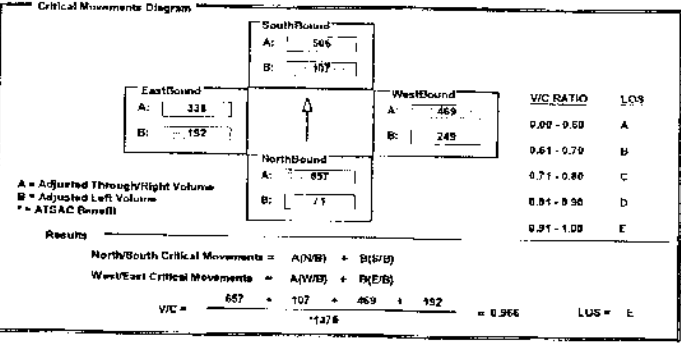 Critical Movements Diagram
SouthBound
A: 506
B: 107
EastBound
A: 338
B: 192
WestBound
A: 469
B: 249
NorthBound
A: 657
B: 71
V/C RATIO LOS
0.00 - 0.60 A
0.61 - 0.70 B
0.71 - 0.80 C
0.81 - 0.90 D
0.91 - 1.00 E
A = Adjusted Through/Right Volume
B = Adjusted Left Volume
* = ATSAC Benefit
Results
North/South Critical Movements = A(N/B) + B(S/B)
West/East Critical Movements = A(W/B) + B(E/B)
V/C = 657 + 107 + 469 + 192 = 0.966 LOS = E